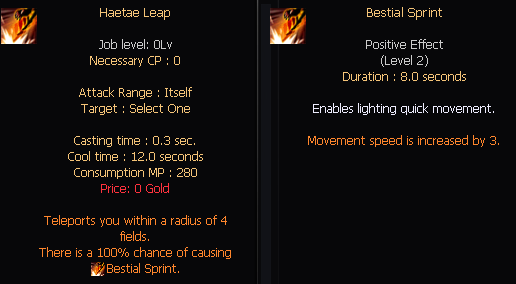 Haetae Leap
Job level: 0Lv
Necessary CP : 0
Attack Range : Itself
Target : Select One
Casting time : 0.3 sec.
Cool time : 12.0 seconds
Consumption MP : 280
Price: 0 Gold
Teleports you within a radius of 4
fields.
There is a 100% chance of causing
Bestial Sprint.
Bestial Sprint
Positive Effect
(Level 2)
Duration : 8.0 seconds
Enables lighting quick movement.
Movement speed is increased by 3.